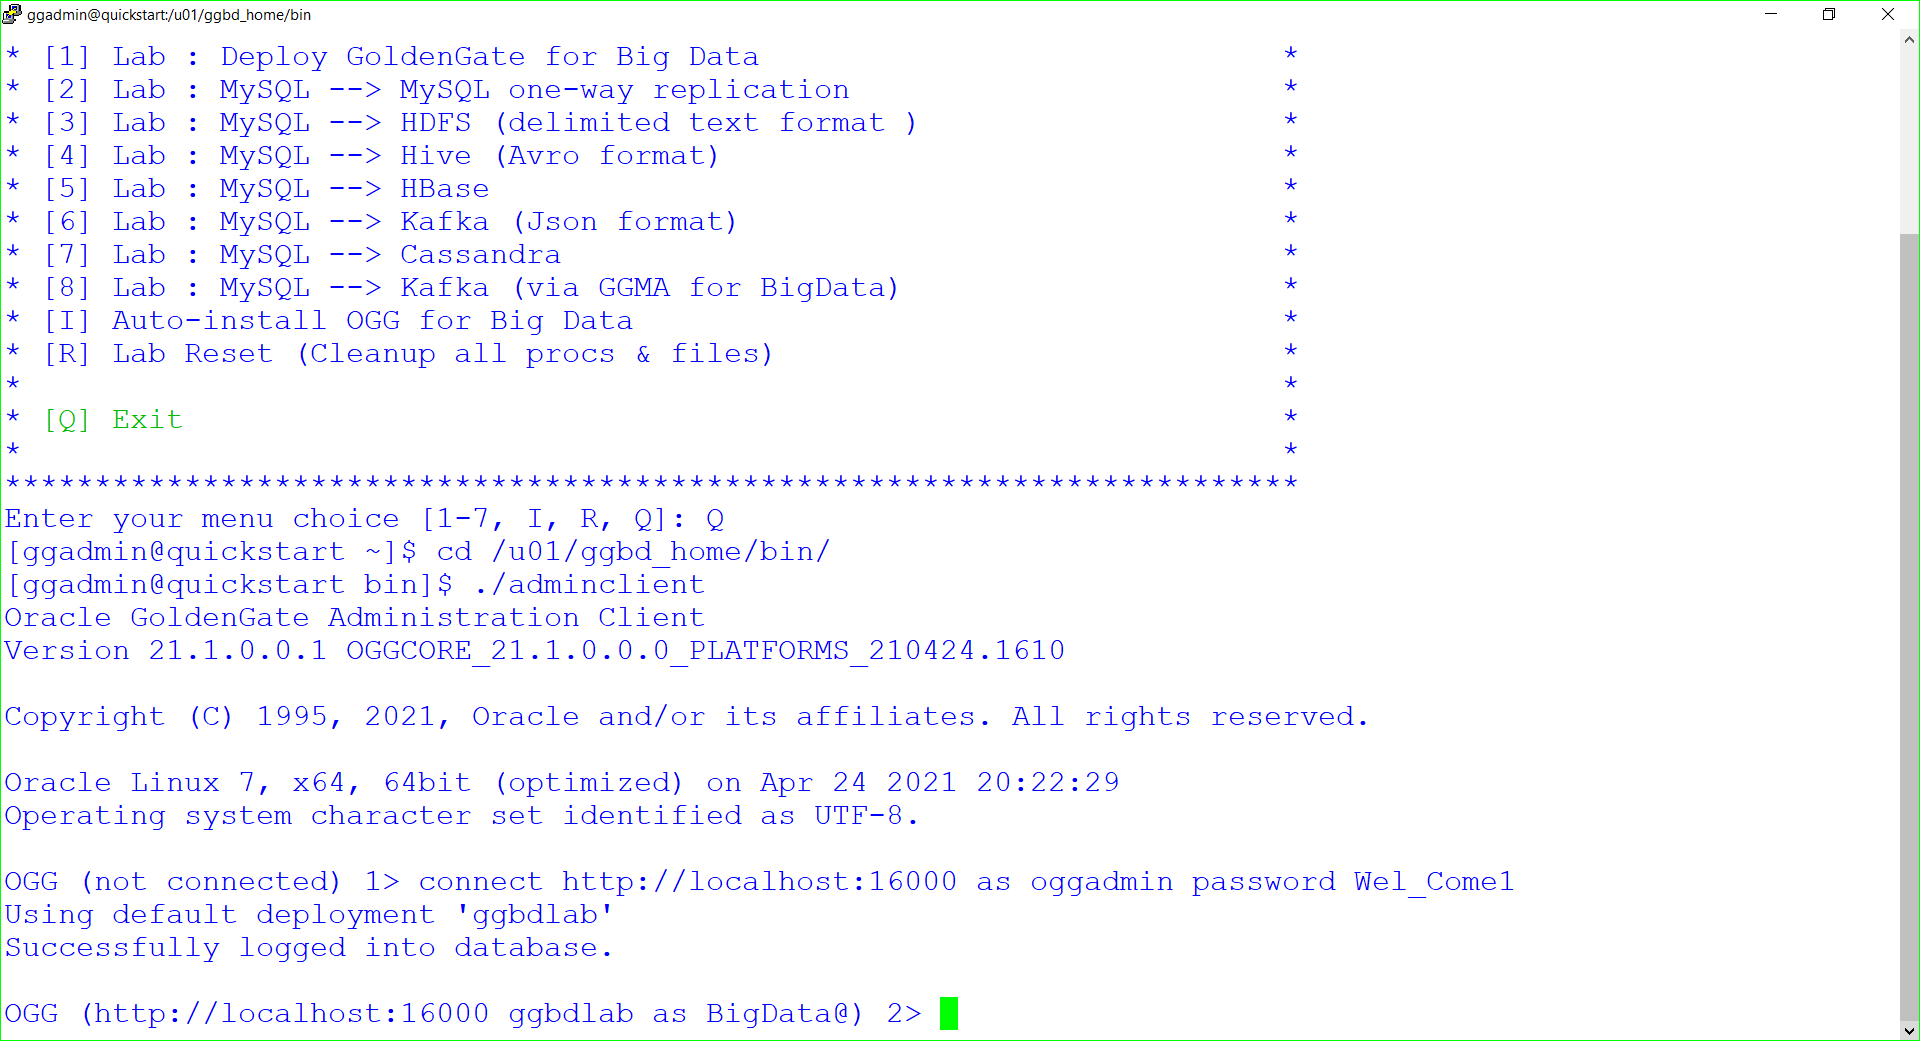 ggadmin@quickstart:/u01/ggbd_home/bin
* [1] Lab : Deploy GoldenGate for Big Data *
* [2] Lab : MySQL --> MySQL one-way replication *
* [3] Lab : MySQL --> HDFS (delimited text format ) *
* [4] Lab : MySQL --> Hive (Avro format) *
* [5] Lab : MySQL --> HBase *
* [6] Lab : MySQL --> Kafka (Json format) *
* [7] Lab : MySQL --> Cassandra *
* [8] Lab : MySQL --> Kafka (via GGMA for BigData) *
* [I] Auto-install OGG for Big Data *
* [R] Lab Reset (Cleanup all procs & files) *
* *
* [Q] Exit *
* *
************************************************************************
Enter your menu choice [1-7, I, R, Q]: Q
[ggadmin@quickstart ~]$ cd /u01/ggbd_home/bin/
[ggadmin@quickstart bin]$ ./adminclient
Oracle GoldenGate Administration Client
Version 21.1.0.0.1 OGGCORE_21.1.0.0.0_PLATFORMS_210424.1610
Copyright (C) 1995, 2021, Oracle and/or its affiliates. All rights reserved.
Oracle Linux 7, x64, 64bit (optimized) on Apr 24 2021 20:22:29
Operating system character set identified as UTF-8.
OGG (not connected) 1> connect http://localhost:16000 as oggadmin password Wel_Come1
Using default deployment 'ggbdlab'
Successfully logged into database.
OGG (http://localhost:16000 ggbdlab as BigData@) 2>